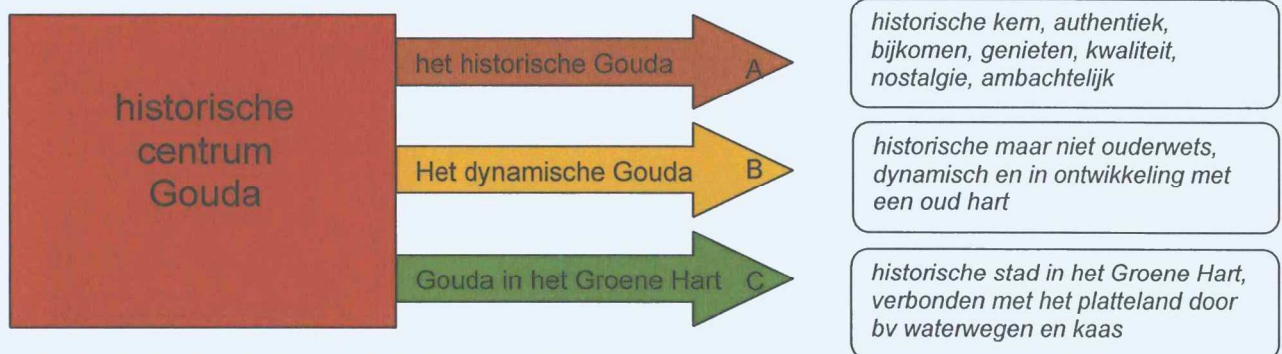 historische
centrum
Gouda
het historische Gouda A
historische kern, authentiek,
bijkomen, genieten, kwaliteit,
nostalgie, ambachtelijk
Het dynamische Gouda B
historische maar niet ouderwets,
dynamisch en in ontwikkeling met
een oud hart
Gouda in het Groene Hart C
historische stad in het Groene Hart,
verbonden met het platteland door
bv waterwegen en kaas